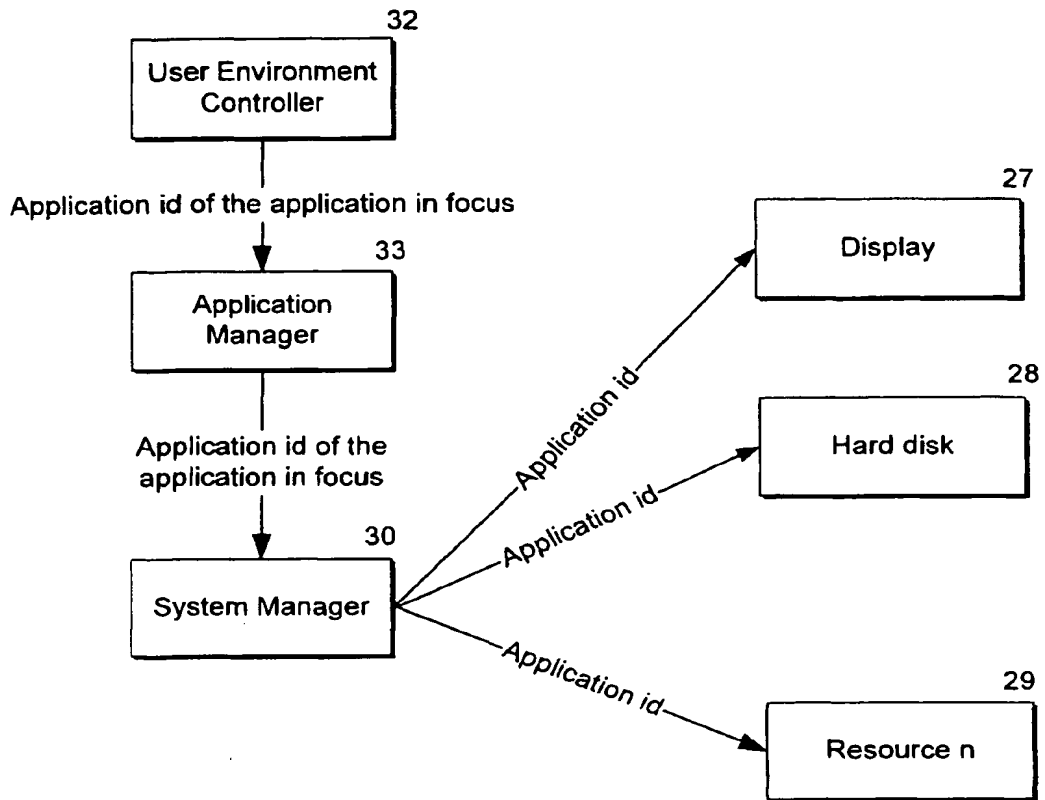 32
User Environment
Controller
Application id of the application in focus
33
Application
Manager
Application id of the
application in focus
30
System Manager
27
Display
Application id
28
Hard disk
Application id
29
Resource n
Application id